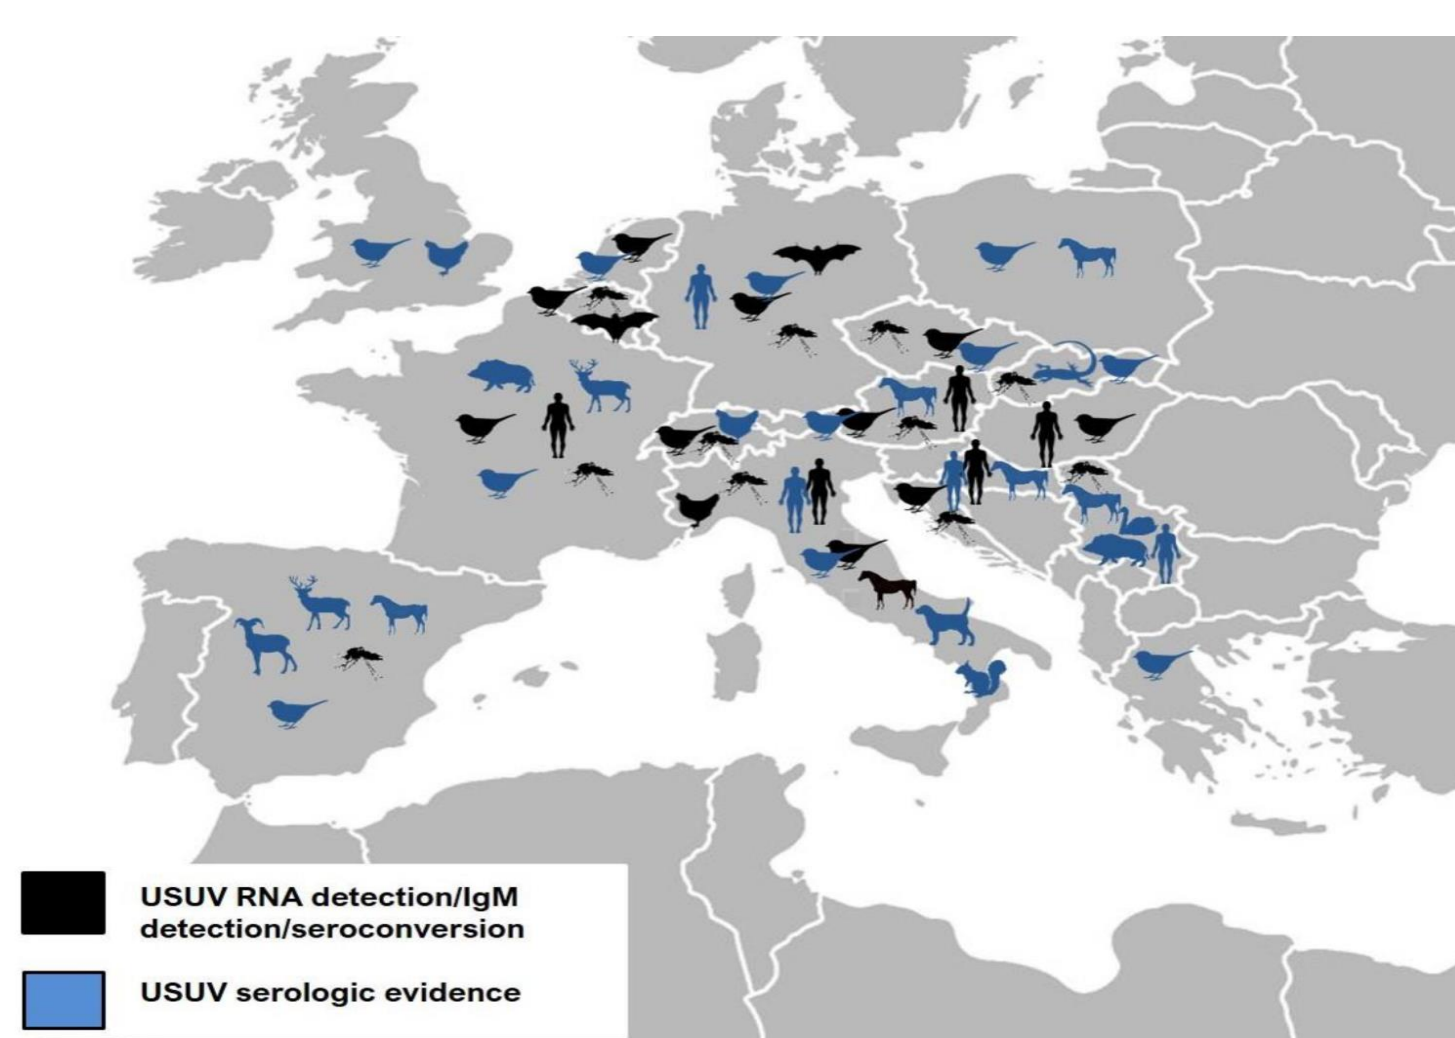 USUV RNA detection/IgM
detection/seroconversion
USUV serologic evidence